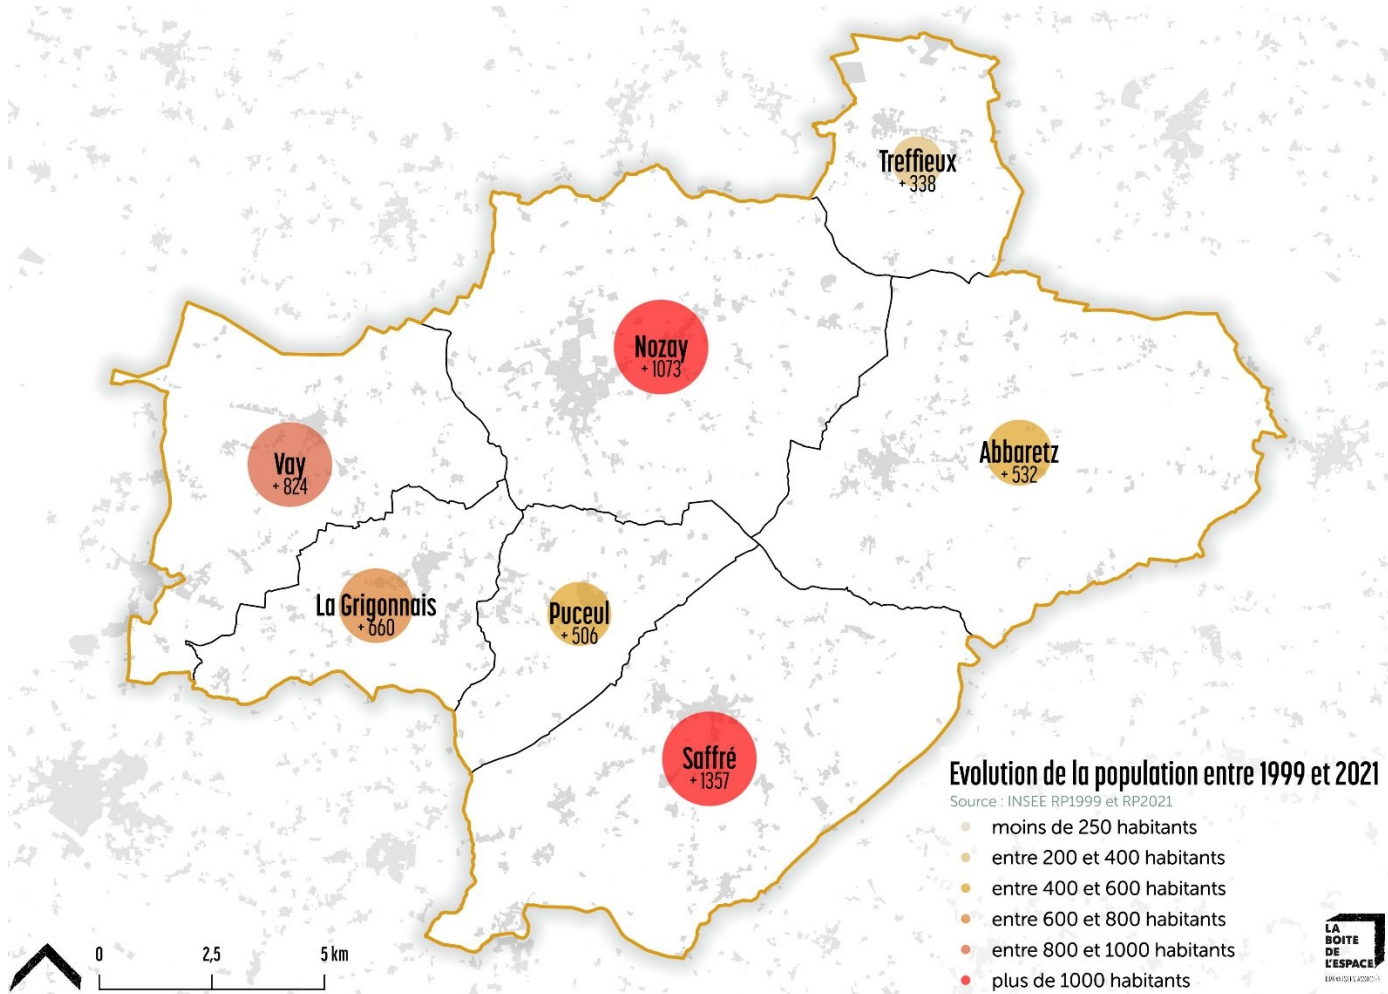 Treffieux
+ 338
Nozay
+ 1073
Abbaretz
+ 532
Vay
+ 824
La Grigonnais
+ 660
Puceul
+ 506
Saffré
+ 1357
Evolution de la population entre 1999 et 2021
Source : INSEE RP1999 et RP2021
moins de 250 habitants
entre 200 et 400 habitants
entre 400 et 600 habitants
entre 600 et 800 habitants
entre 800 et 1000 habitants
plus de 1000 habitants
0 2,5 5 km
LA
BOITE
DE
L'ESPACE